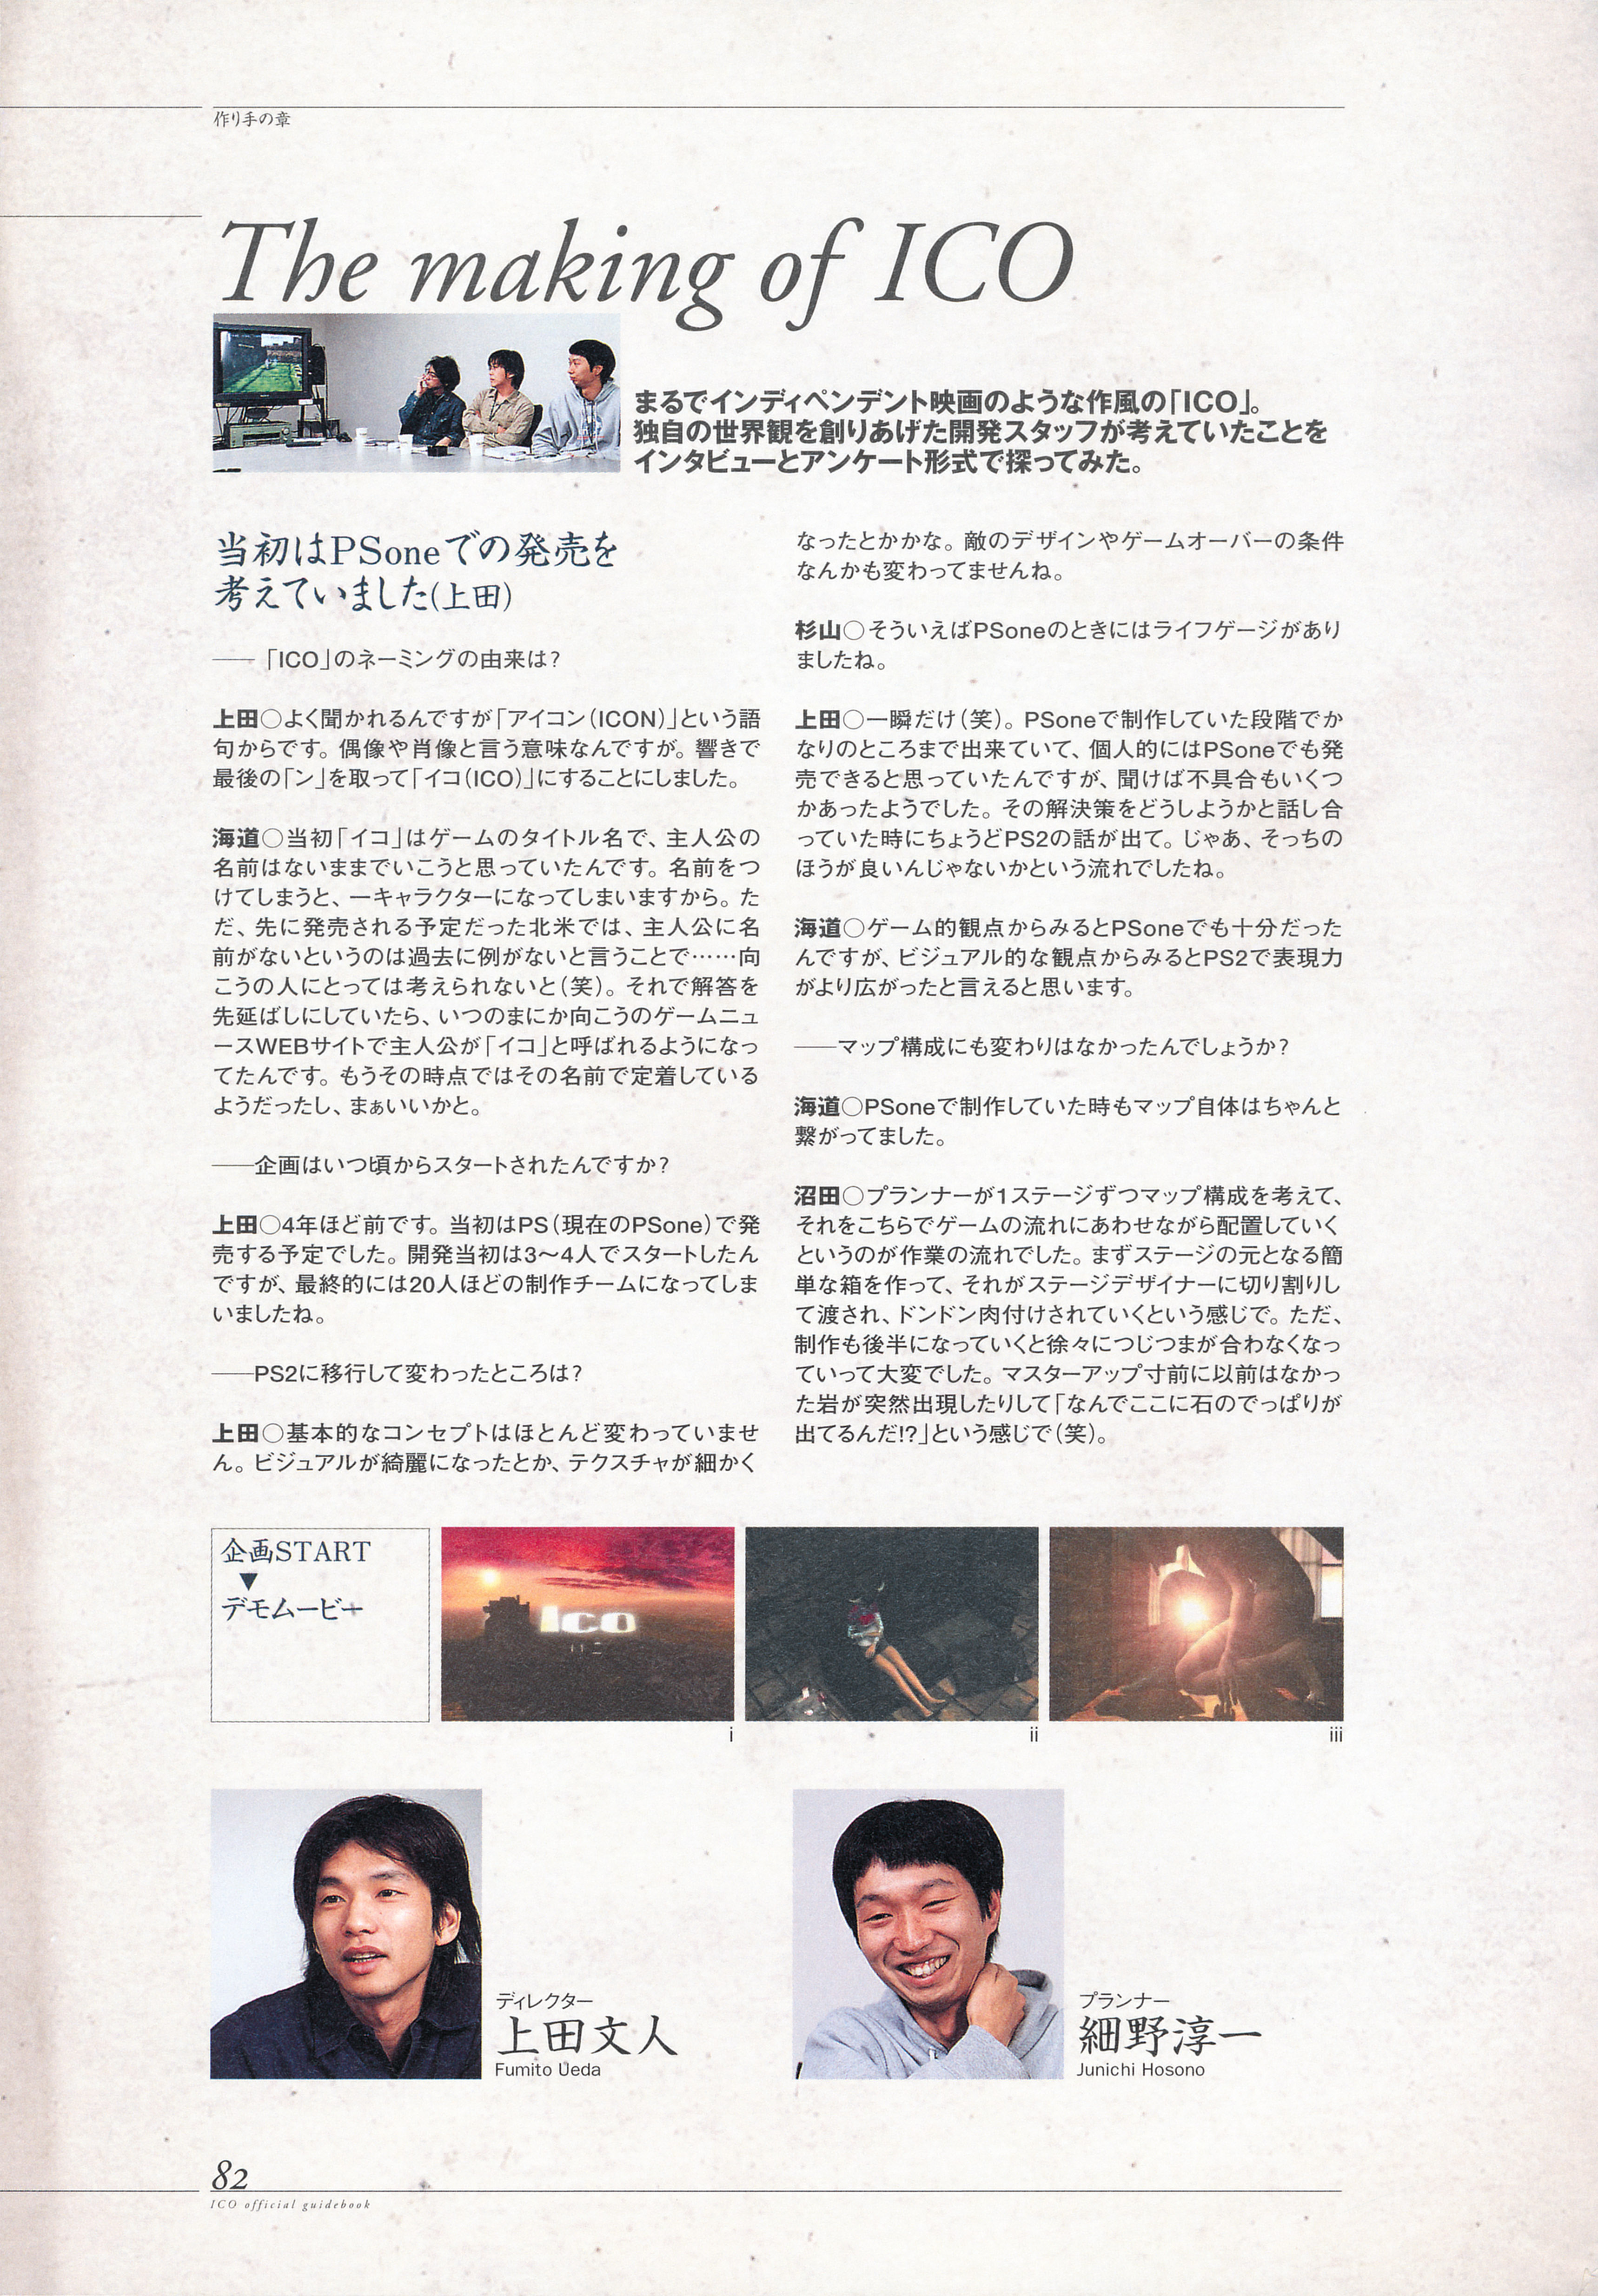 作り手の章
The making of ICO
まるでインディペンデント映画のような作風の「ICO」。
独自の世界観を創りあげた開発スタッフが考えていたことを
インタビューとアンケート形式で探ってみた。
当初はPSoneでの発売を
考えていました(上田)
――「ICO」のネーミングの由来は?
上田○よく聞かれるんですが「アイコン(ICON)」という語
句からです。偶像や肖像と言う意味なんですが。響きで
最後の「ン」を取って「イコ(ICO)」にすることにしました。
海道○当初「イコ」はゲームのタイトル名で、主人公の
名前はないままでいこうと思っていたんです。名前をつ
けてしまうと、一キャラクターになってしまいますから。た
だ、先に発売される予定だった北米では、主人公に名
前がないというのは過去に例がないと言うことで……向
こうの人にとっては考えられないと(笑)。それで解答を
先延ばしにしていたら、いつのまにか向こうのゲームニュ
ースWEBサイトで主人公が「イコ」と呼ばれるようになっ
てたんです。もうその時点ではその名前で定着している
ようだったし、まぁいいかと。
――企画はいつ頃からスタートされたんですか?
上田○4年ほど前です。当初はPS(現在のPSone)で発
売する予定でした。開発当初は3〜4人でスタートしたん
ですが、最終的には20人ほどの制作チームになってしま
いましたね。
――PS2に移行して変わったところは?
上田○基本的なコンセプトはほとんど変わっていませ
ん。ビジュアルが綺麗になったとか、テクスチャが細かく
なったとかかな。敵のデザインやゲームオーバーの条件
なんかも変わってませんね。
杉山○そういえばPSoneのときにはライフゲージがあり
ましたね。
上田○一瞬だけ(笑)。PSoneで制作していた段階でか
なりのところまで出来ていて、個人的にはPSoneでも発
売できると思っていたんですが、聞けば不具合もいくつ
かあったようでした。その解決策をどうしようかと話し合
っていた時にちょうどPS2の話が出て。じゃあ、そっちの
ほうが良いんじゃないかという流れでしたね。
海道○ゲーム的観点からみるとPSoneでも十分だった
んですが、ビジュアル的な観点からみるとPS2で表現力
がより広がったと言えると思います。
――マップ構成にも変わりはなかったんでしょうか?
海道○PSoneで制作していた時もマップ自体はちゃんと
繋がってました。
沼田○プランナーが1ステージずつマップ構成を考えて、
それをこちらでゲームの流れにあわせながら配置していく
というのが作業の流れでした。まずステージの元となる簡
単な箱を作って、それがステージデザイナーに切り割りし
て渡され、ドンドン肉付けされていくという感じで。ただ、
制作も後半になっていくと徐々につじつまが合わなくなっ
ていって大変でした。マスターアップ寸前に以前はなかっ
た岩が突然出現したりして「なんでここに石のでっぱりが
出てるんだ!?」という感じで(笑)。
企画START
▼
デモムービー
Ico
i
ii
iii
ディレクター
上田文人
Fumito Ueda
プランナー
細野淳一
Junichi Hosono
82
ICO official guidebook